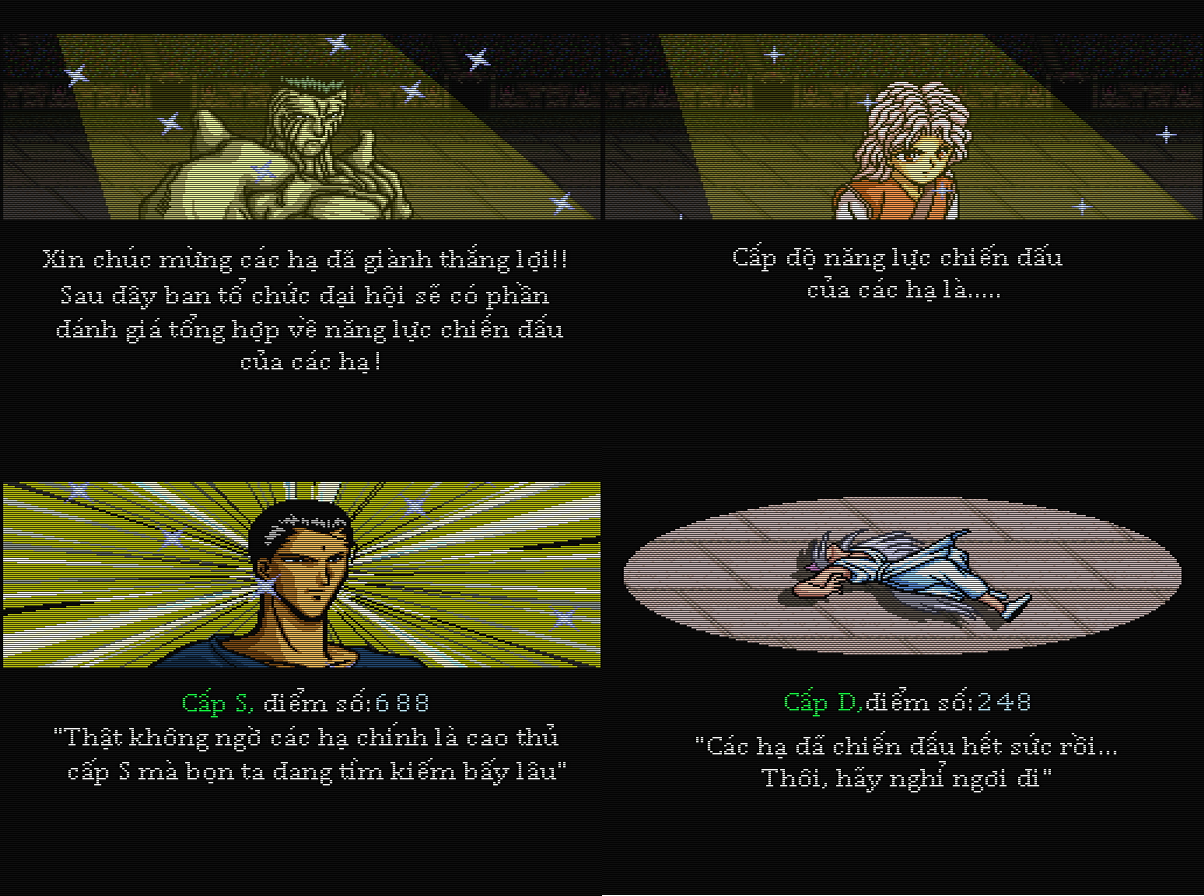 Xin chúc mừng các hạ đã giành thắng lợi!!
Sau đây ban tổ chức đại hội sẽ có phần
đánh giá tổng hợp về năng lực chiến đấu
của các hạ!
Cấp độ năng lực chiến đấu
của các hạ là.....
Cấp S, điểm số:688
"Thật không ngờ các hạ chính là cao thủ
cấp S mà bọn ta đang tìm kiếm bấy lâu"
Cấp D,điểm số:248
"Các hạ đã chiến đấu hết sức rồi...
Thôi, hãy nghỉ ngơi đi"